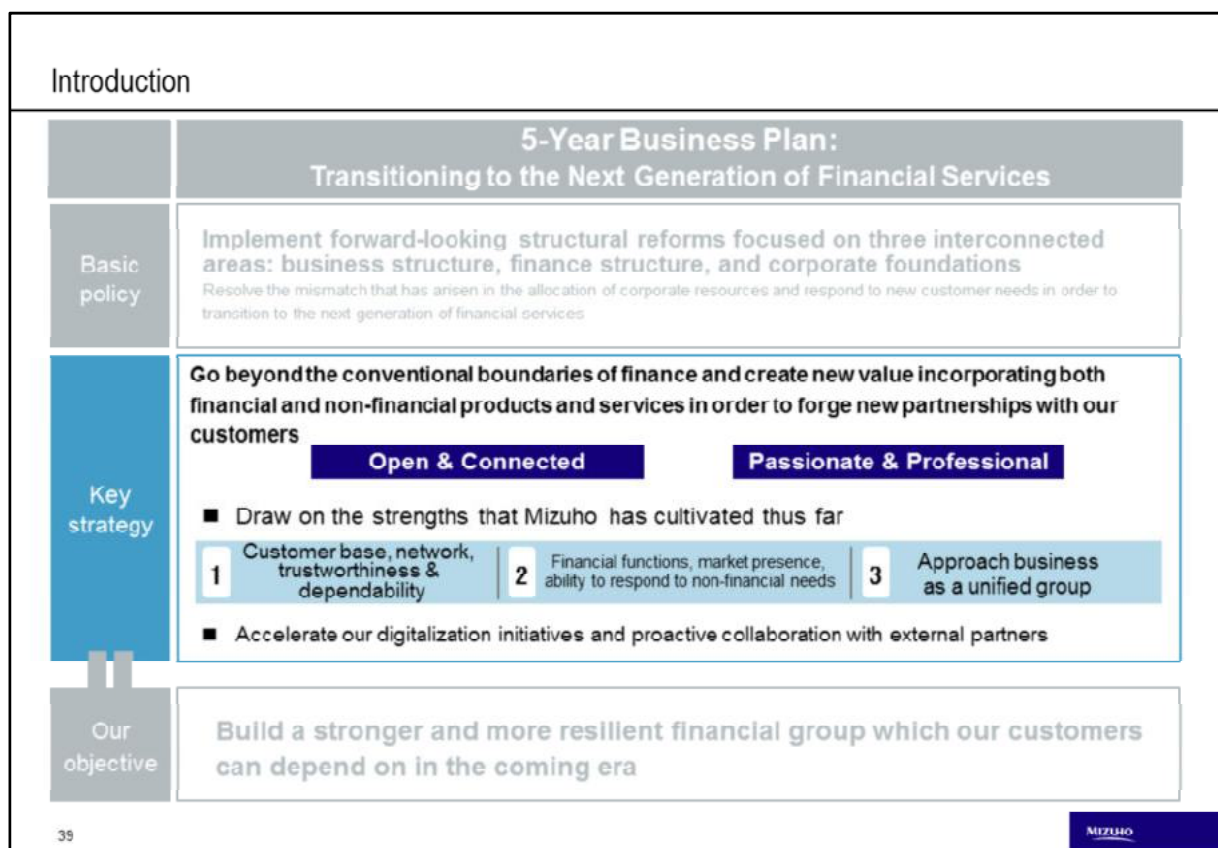 Introduction
5-Year Business Plan:
Transitioning to the Next Generation of Financial Services
Basic
policy
Implement forward-looking structural reforms focused on three interconnected
areas: business structure, finance structure, and corporate foundations
Resolve the mismatch that has arisen in the allocation of corporate resources and respond to new customer needs in order to
transition to the next generation of financial services
Key
strategy
Go beyond the conventional boundaries of finance and create new value incorporating both
financial and non-financial products and services in order to forge new partnerships with our
customers
Open & Connected
Passionate & Professional
■ Draw on the strengths that Mizuho has cultivated thus far
1
Customer base, network,
trustworthiness &
dependability
2
Financial functions, market presence,
ability to respond to non-financial needs
3
Approach business
as a unified group
■ Accelerate our digitalization initiatives and proactive collaboration with external partners
Our
objective
Build a stronger and more resilient financial group which our customers
can depend on in the coming era
39
MIZUHO